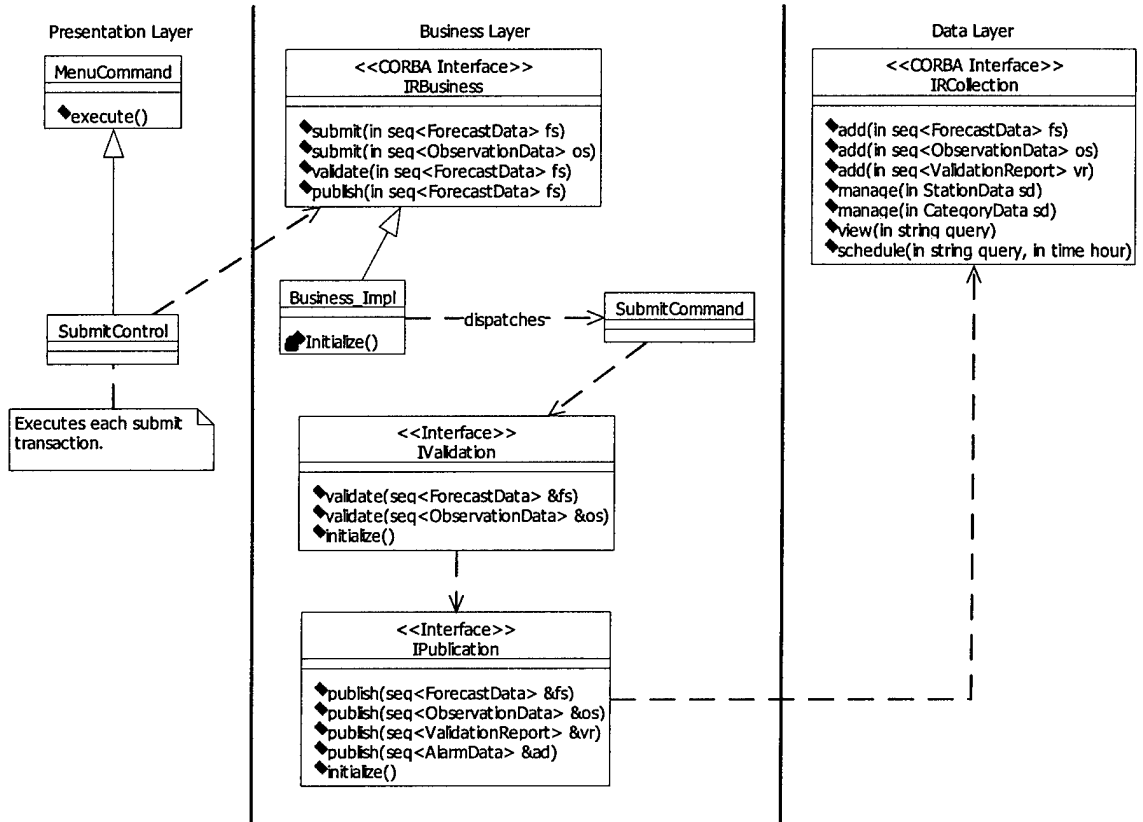 Presentation Layer
MenuCommand
execute()
SubmitControl
Executes each submit
transaction.
Business Layer
<<CORBA Interface>>
IRBusiness
submit(in seq<ForecastData> fs)
submit(in seq<ObservationData> os)
validate(in seq<ForecastData> fs)
publish(in seq<ForecastData> fs)
Business_Impl
Initialize()
dispatches
SubmitCommand
<<Interface>>
IValidation
validate(seq<ForecastData> &fs)
validate(seq<ObservationData> &os)
initialize()
<<Interface>>
IPublication
publish(seq<ForecastData> &fs)
publish(seq<ObservationData> &os)
publish(seq<ValidationReport> &vr)
publish(seq<AlarmData> &ad)
initialize()
Data Layer
<<CORBA Interface>>
IRCollection
add(in seq<ForecastData> fs)
add(in seq<ObservationData> os)
add(in seq<ValidationReport> vr)
manage(in StationData sd)
manage(in CategoryData sd)
view(in string query)
schedule(in string query, in time hour)